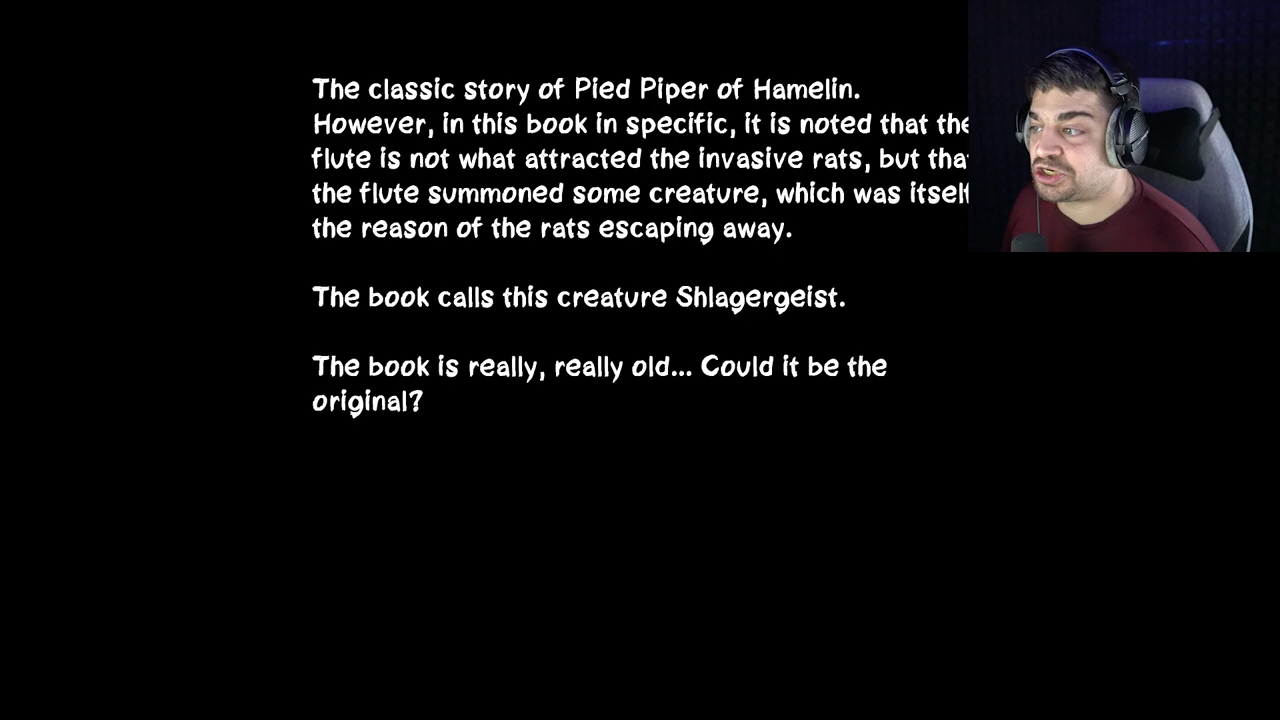 The classic story of Pied Piper of Hamelin.
However, in this book in specific, it is noted that the
flute is not what attracted the invasive rats, but that
the flute summoned some creature, which was itself
the reason of the rats escaping away.
The book calls this creature Shlagergeist.
The book is really, really old... Could it be the
original?